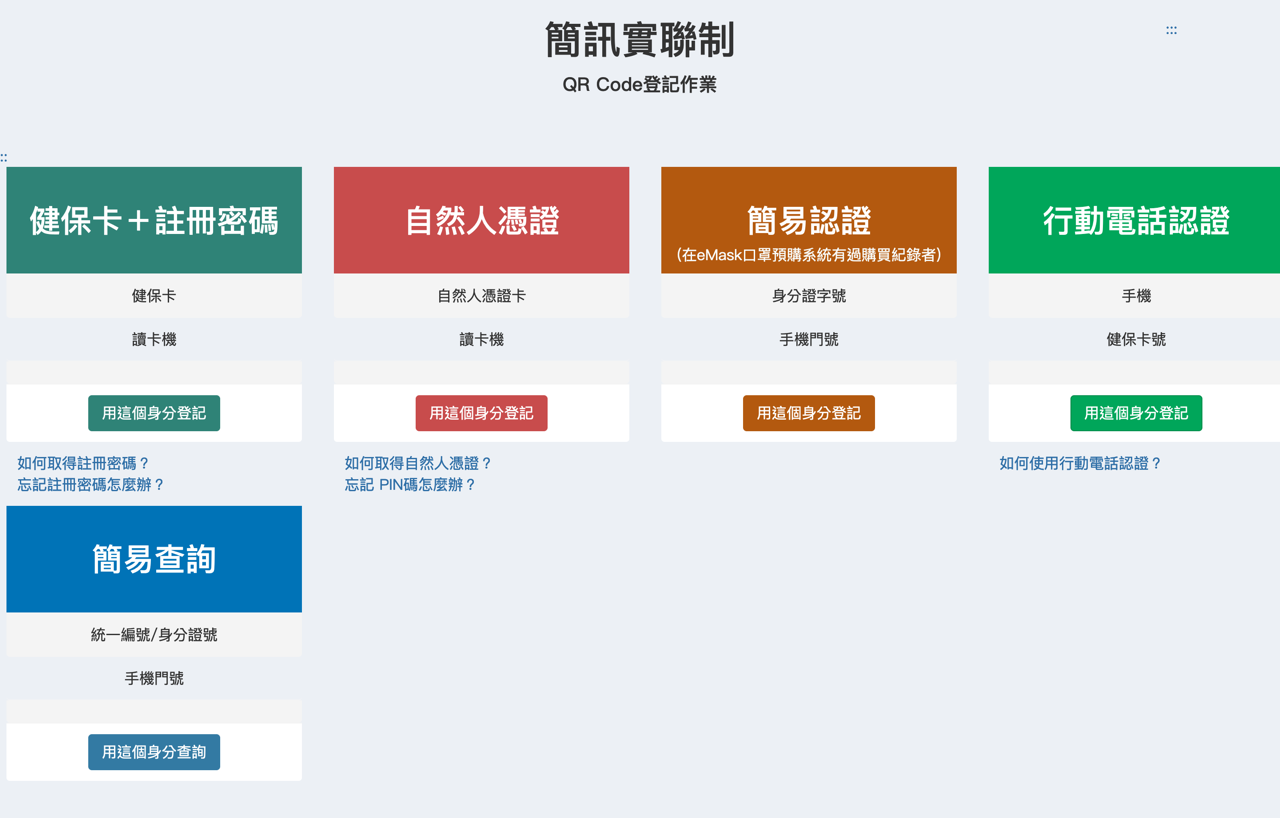 簡訊實聯制
:::
QR Code登記作業
::
健保卡＋註冊密碼
健保卡
讀卡機
用這個身分登記
如何取得註冊密碼？
忘記註冊密碼怎麼辦？
自然人憑證
自然人憑證卡
讀卡機
用這個身分登記
如何取得自然人憑證？
忘記 PIN碼怎麼辦？
簡易認證
(在eMask口罩預購系統有過購買紀錄者)
身分證字號
手機門號
用這個身分登記
行動電話認證
手機
健保卡號
用這個身分登記
如何使用行動電話認證？
簡易查詢
統一編號/身分證號
手機門號
用這個身分查詢